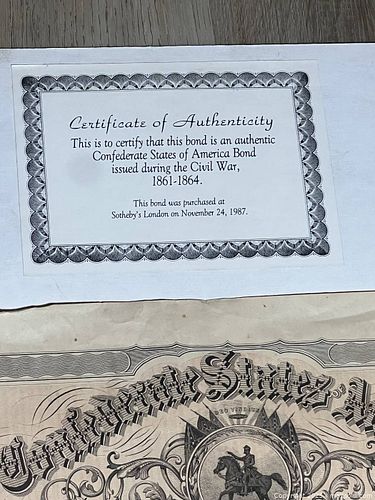 Certificate of Authenticity
This is to certify that this bond is an authentic
Confederate States of America Bond
issued during the Civil War,
1861-1864.
This bond was purchased at
Sotheby's London on November 24, 1987.
Confederate States
DEO VINDICE